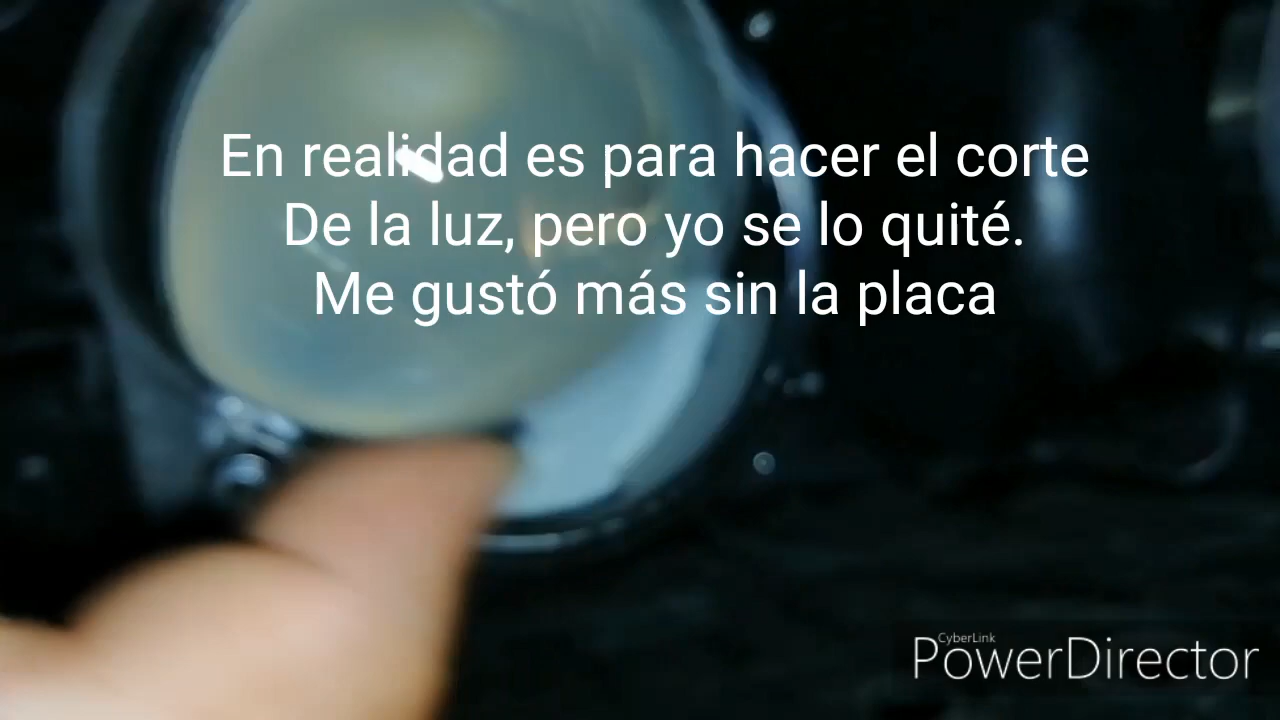 En realidad es para hacer el corte
De la luz, pero yo se lo quité.
Me gustó más sin la placa
CyberLink
PowerDirector